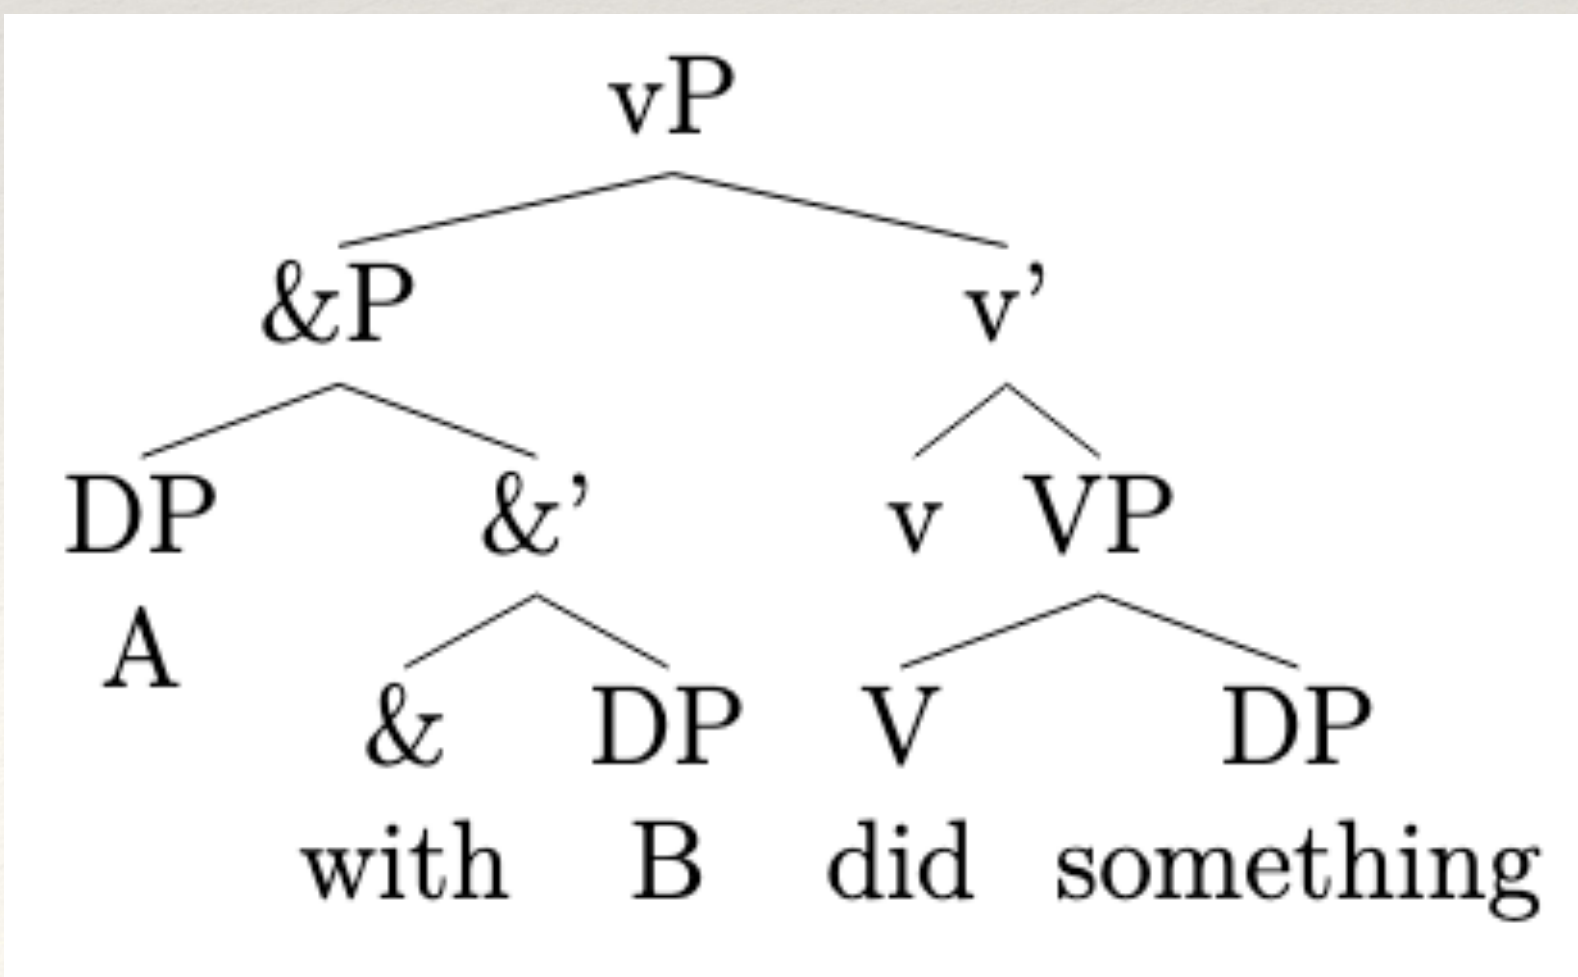 vP
&P v’
DP &’ v VP
A
& DP V DP
with B did something